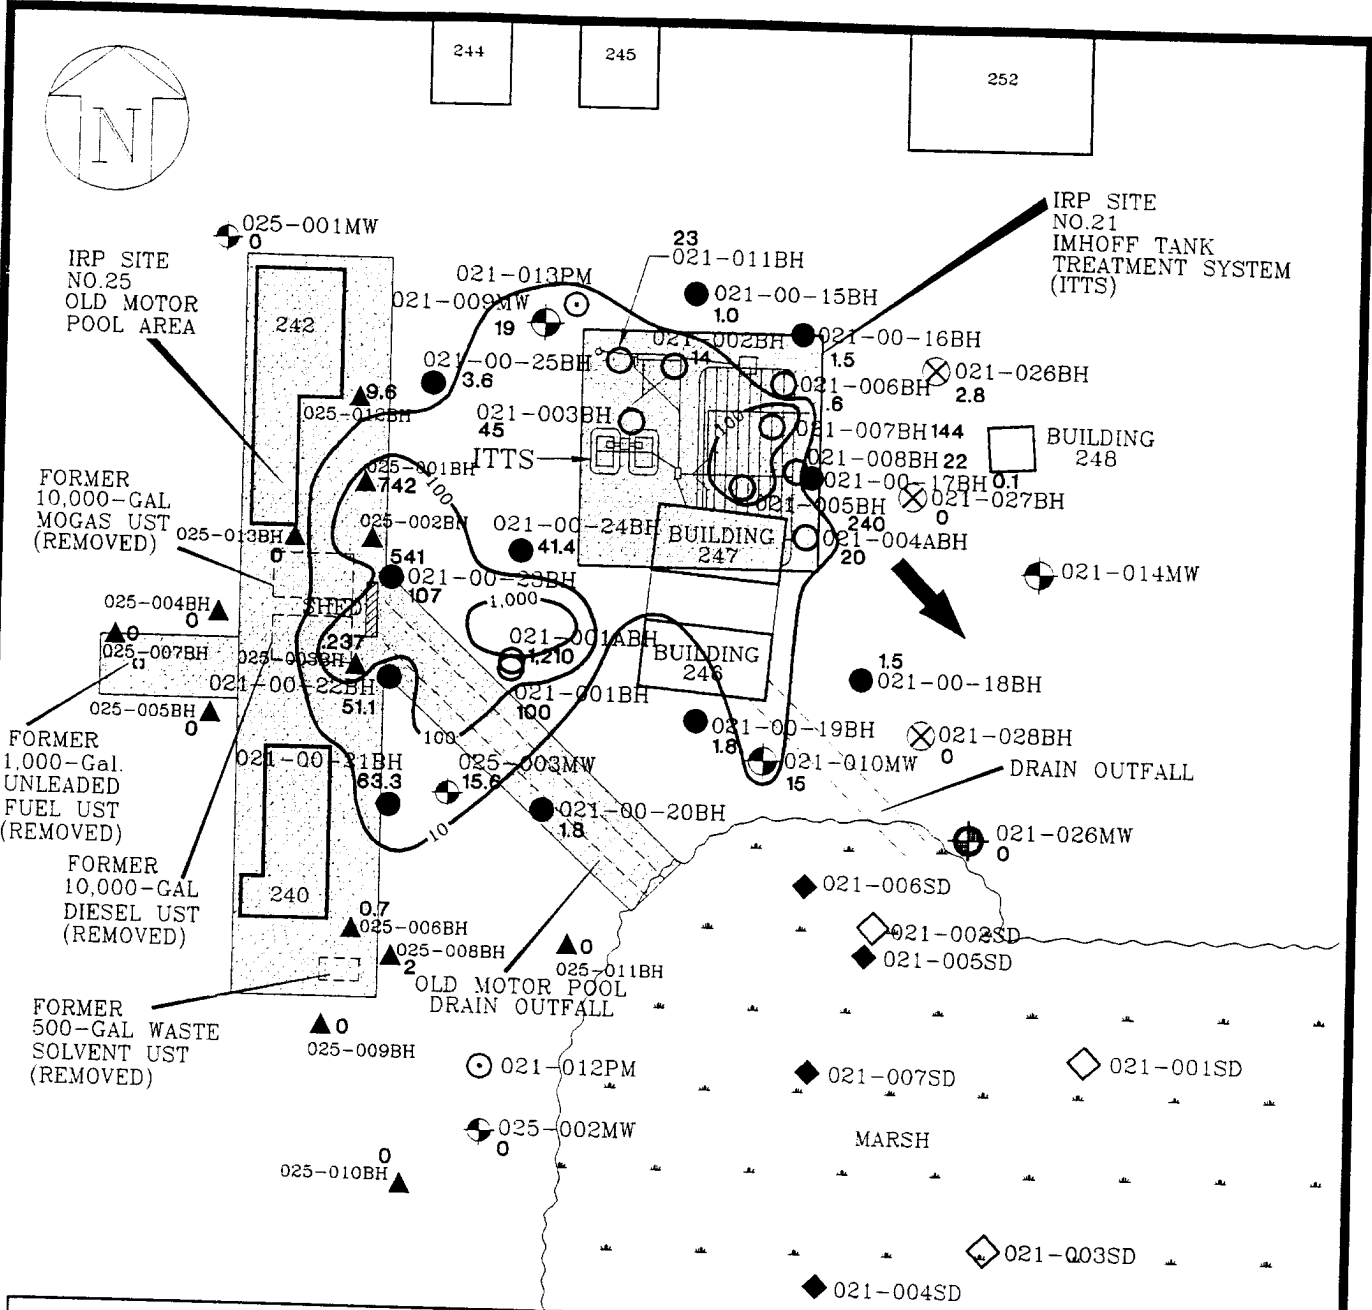 244
245
252
N
IRP SITE
NO.21
IMHOFF TANK
TREATMENT SYSTEM
(ITTS)
025-001MW
0
IRP SITE
NO.25
OLD MOTOR
POOL AREA
23
021-011BH
021-013PM
021-009MW
19
021-00-15BH
1.0
242
021-002BH
14
021-00-16BH
1.5
021-00-25BH
3.6
021-026BH
2.8
021-006BH
.6
9.6
025-012BH
021-003BH
45
100
021-007BH 144
BUILDING
248
ITTS
025-001BH
742
100
021-008BH 22
021-00-17BH
0.1
FORMER
10,000-GAL
MOGAS UST
(REMOVED)
021-005BH
240
021-027BH
0
025-002BH
541
021-00-24BH
41.4
BUILDING
247
021-004ABH
20
025-013BH
0
021-00-23BH
107
021-014MW
025-004BH
0
SHED
1,000
0
025-007BH
.237
025-003BH
021-001ABH
1,210
BUILDING
246
1.5
021-00-18BH
021-00-22BH
51.1
021-001BH
100
025-005BH
0
021-00-19BH
1.8
021-028BH
0
FORMER
1,000-Gal.
UNLEADED
FUEL UST
(REMOVED)
100
021-00-21BH
63.3
025-003MW
15.6
021-010MW
15
DRAIN OUTFALL
10
021-00-20BH
1.8
021-026MW
0
FORMER
10,000-GAL
DIESEL UST
(REMOVED)
240
021-006SD
0.7
025-006BH
021-002SD
025-008BH
2
0
025-011BH
021-005SD
OLD MOTOR POOL
DRAIN OUTFALL
FORMER
500-GAL WASTE
SOLVENT UST
(REMOVED)
0
025-009BH
021-012PM
021-007SD
021-001SD
025-002MW
0
MARSH
0
025-010BH
021-003SD
021-004SD